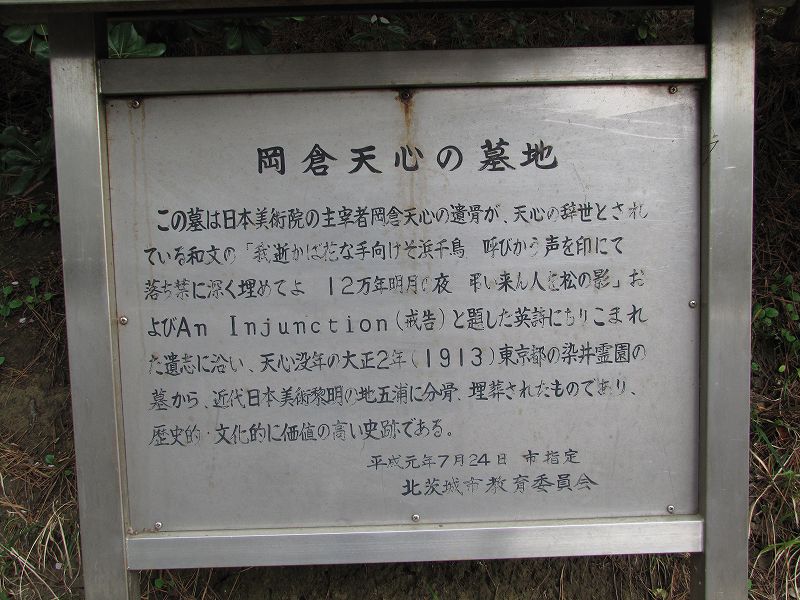 岡倉天心の墓地
この墓は日本美術院の主宰者岡倉天心の遺骨が、天心の辞世とされ
ている和文の「我逝かば花な手向けそ浜千鳥 呼びかう声を印にて
落ち葉に深く埋めてよ 12万年明月の夜 弔い来ん人を松の影」お
よびAn Injunction(戒告)と題した英詩にもりこまれ
た遺志に沿い、天心没年の大正2年(1913)東京都の染井霊園の
墓から、近代日本美術黎明の地五浦に分骨、埋葬されたものであり、
歴史的・文化的に価値の高い史跡である。
平成元年7月24日 市指定
北茨城市教育委員会